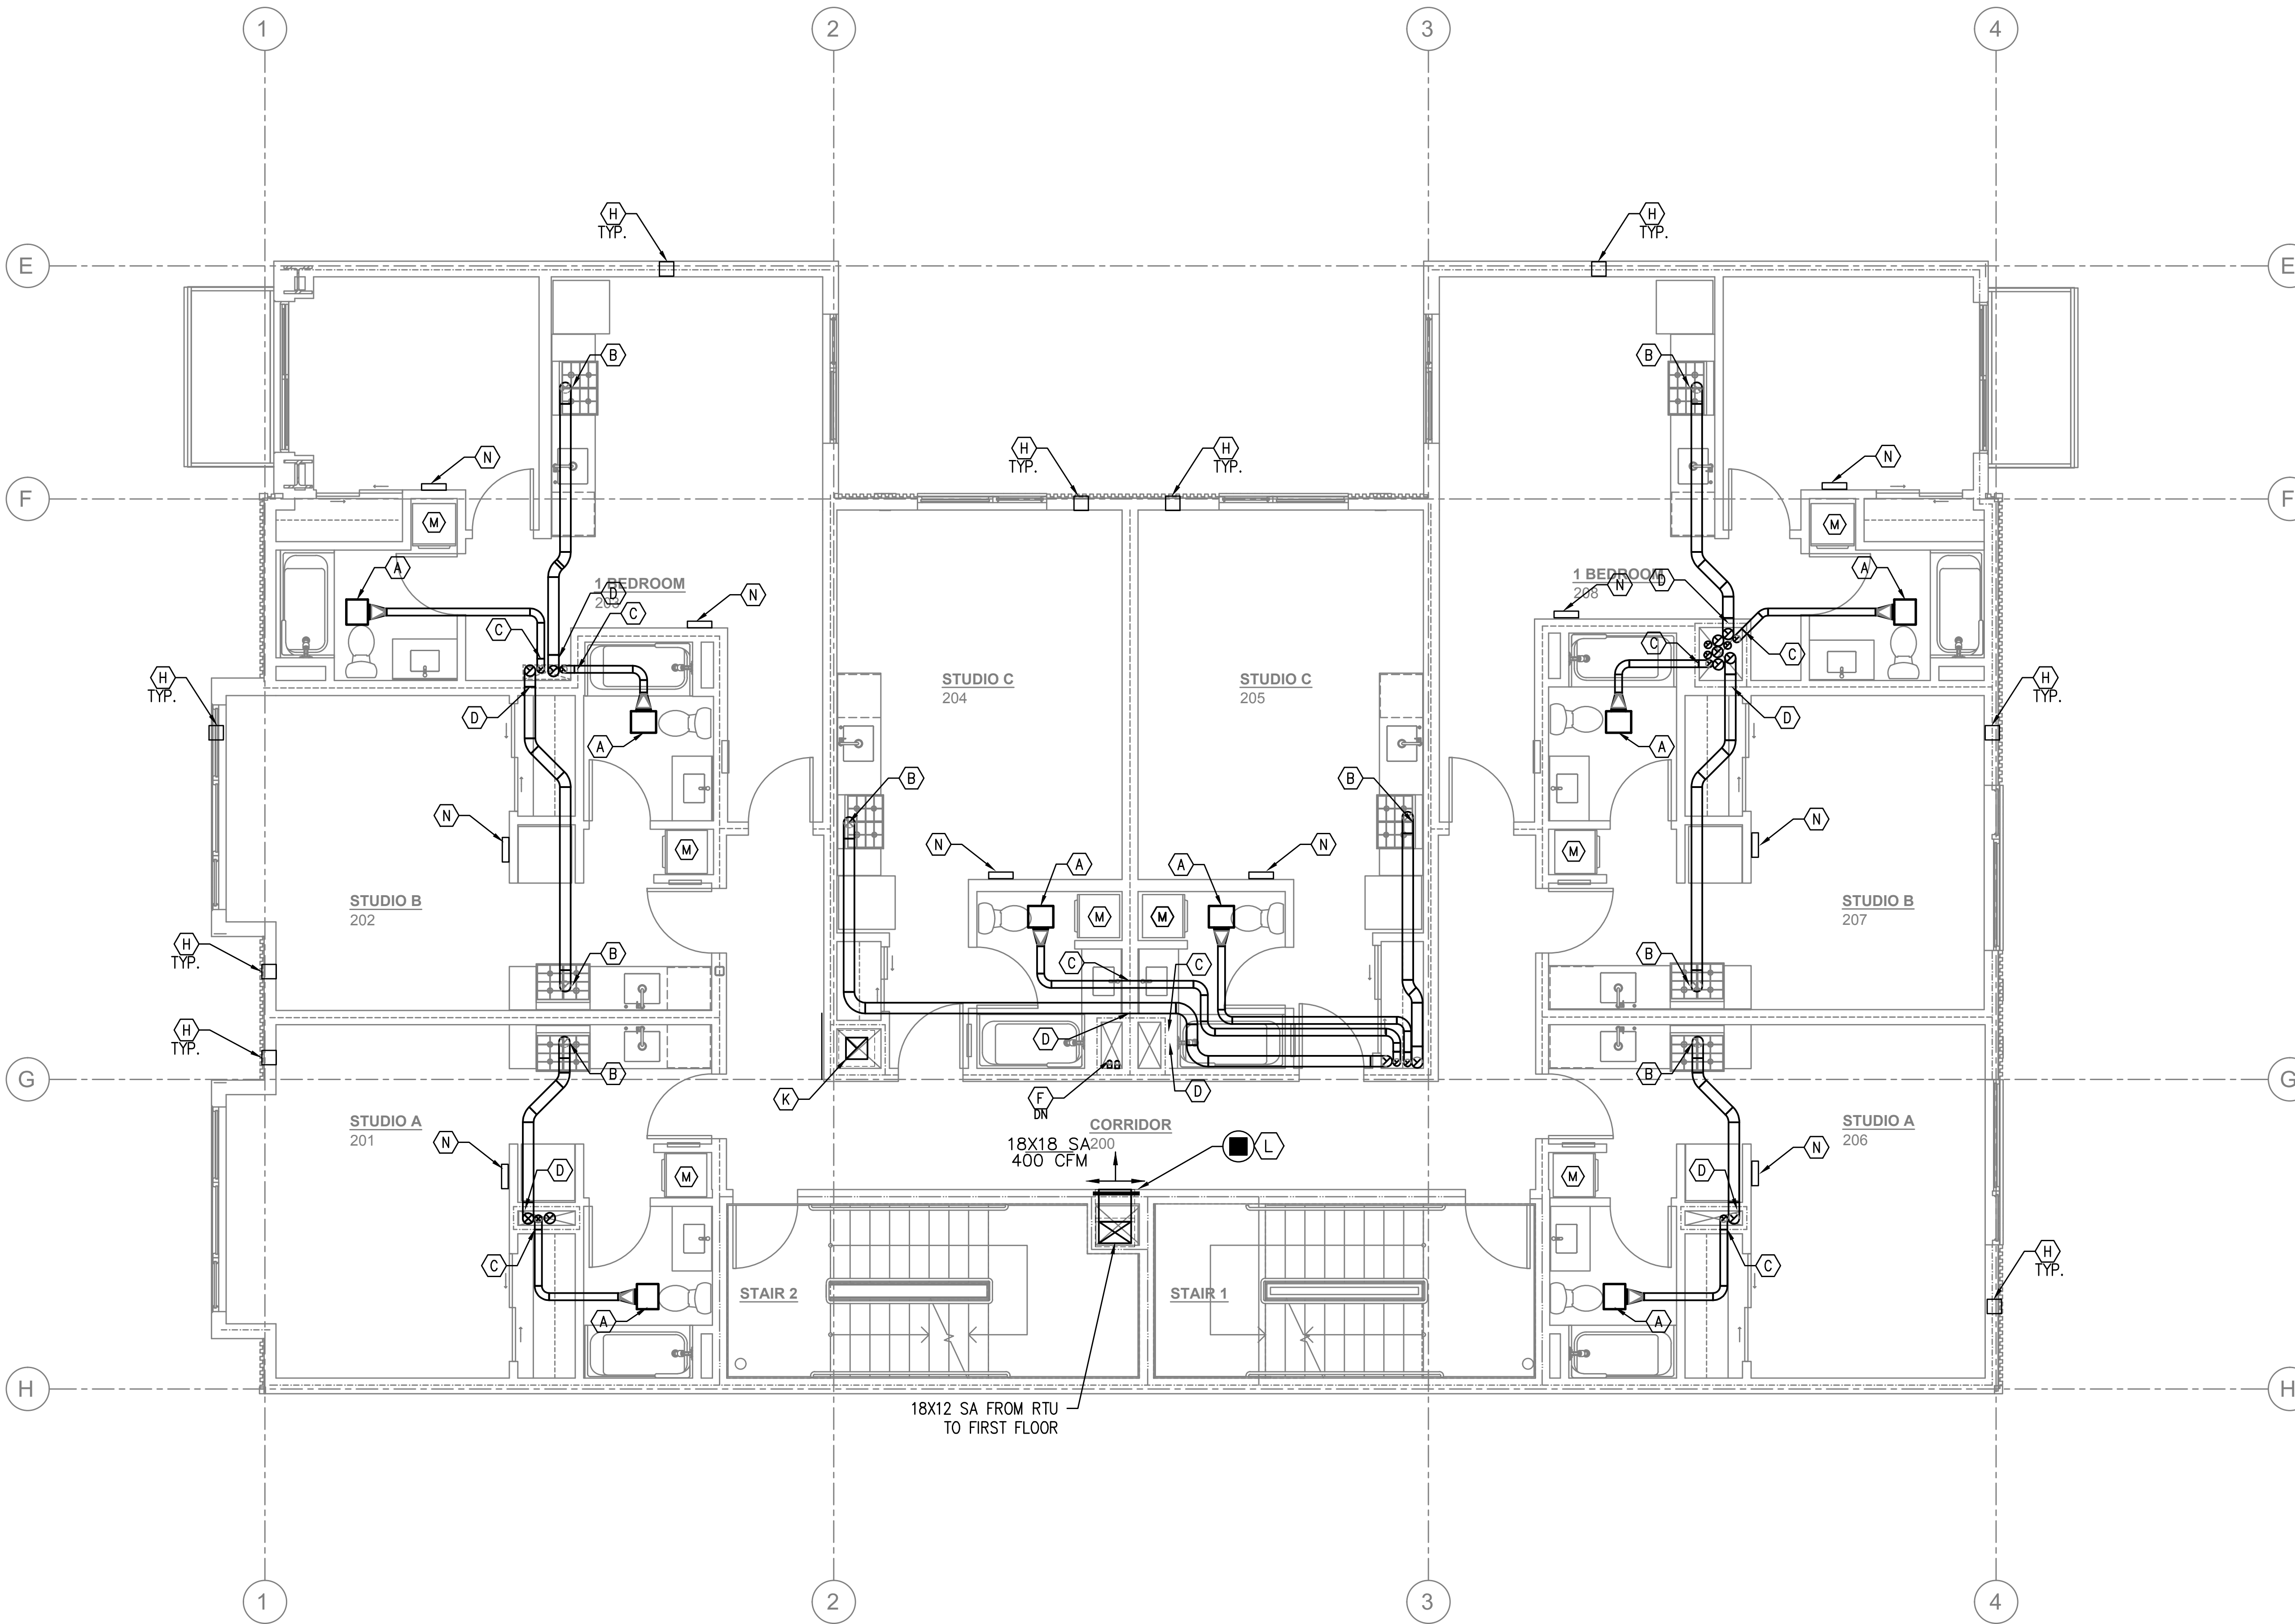 1
2
3
4
H
TYP.
H
TYP.
E
E
B
B
H
TYP.
H
TYP.
N
N
F
F
M
M
A
1 BEDROOM
203
D
N
C
C
1 BEDROOM
208
N
D
A
C
C
H
TYP.
D
A
STUDIO C
204
STUDIO C
205
A
D
H
TYP.
N
B
B
N
M
N
A
A
N
M
STUDIO B
202
M
M
STUDIO B
207
H
TYP.
B
C
C
B
H
TYP.
B
D
D
B
G
G
K
F
DN
STUDIO A
201
N
CORRIDOR
200
18X18 SA
400 CFM
L
STUDIO A
206
N
D
M
M
D
C
C
H
TYP.
STAIR 2
STAIR 1
A
A
H
H
18X12 SA FROM RTU
TO FIRST FLOOR
1
2
3
4